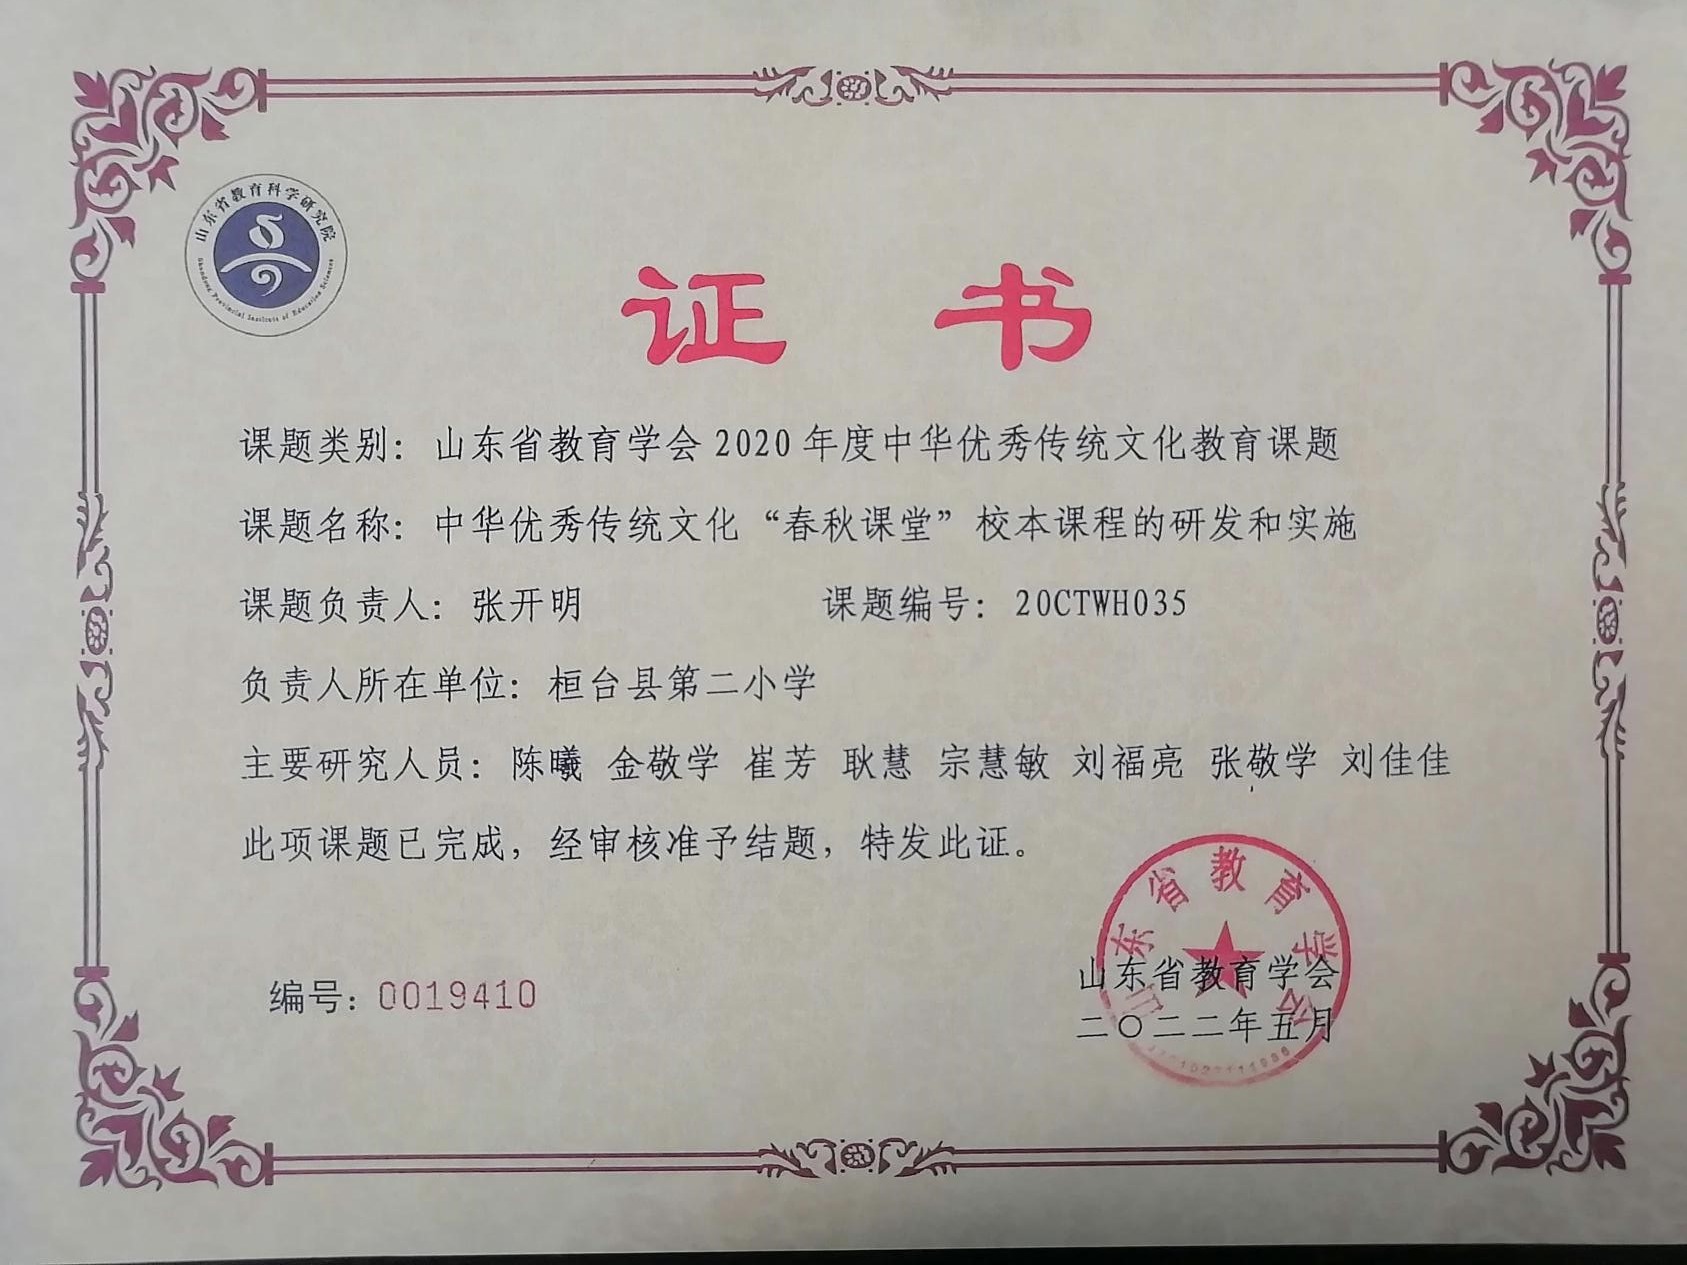 山东省教育科学研究院
Shandong Provincial Institute of Education Sciences
证 书
课题类别：山东省教育学会2020年度中华优秀传统文化教育课题
课题名称：中华优秀传统文化“春秋课堂”校本课程的研发和实施
课题负责人：张开明 课题编号：20CTWH035
负责人所在单位：桓台县第二小学
主要研究人员：陈曦 金敬学 崔芳 耿慧 宗慧敏 刘福亮 张敬学 刘佳佳
此项课题已完成，经审核准予结题，特发此证。
山东省教育学会
编号：0019410
山东省教育学会
二〇二二年五月